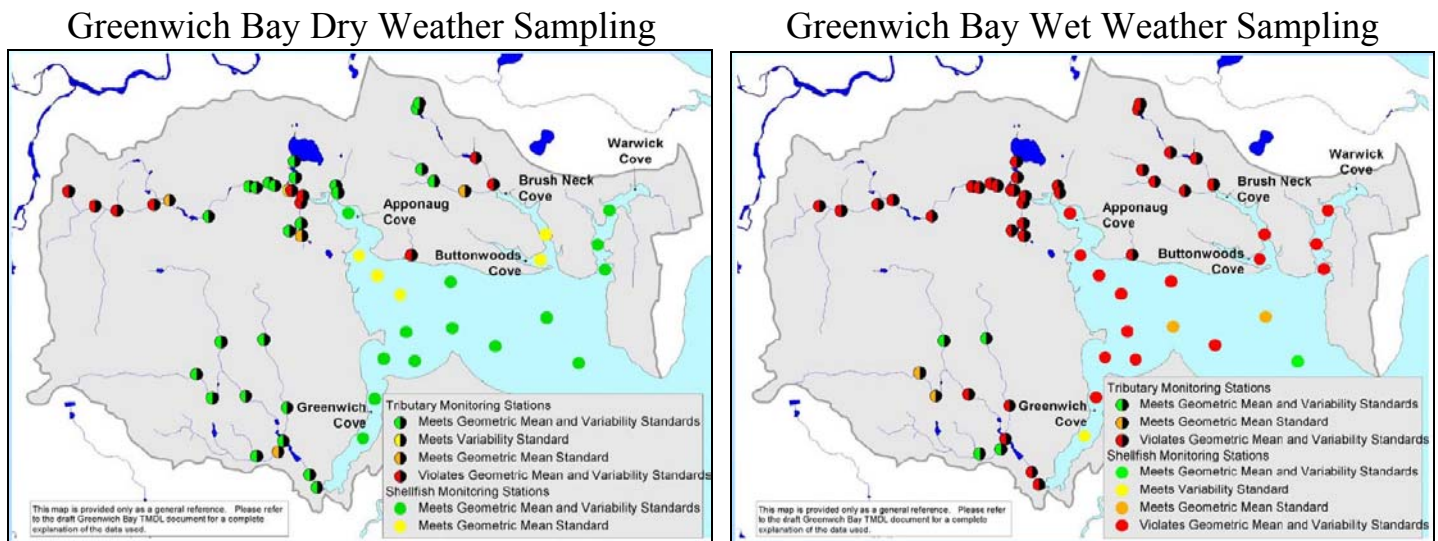 Greenwich Bay Dry Weather Sampling
Warwick
Cove
Brush Neck
Cove
Apponaug
Cove
Buttonwoods
Cove
Greenwich
Cove
Tributary Monitoring Stations
Meets Geometric Mean and Variability Standards
Meets Variability Standard
Meets Geometric Mean Standard
Violates Geometric Mean and Variability Standards
Shellfish Monitoring Stations
Meets Geometric Mean and Variability Standards
Meets Geometric Mean Standard
This map is provided only as a general reference. Please refer
to the draft Greenwich Bay TMDL document for a complete
explanation of the data used.
Greenwich Bay Wet Weather Sampling
Warwick
Cove
Brush Neck
Cove
Apponaug
Cove
Buttonwoods
Cove
Greenwich
Cove
Tributary Monitoring Stations
Meets Geometric Mean and Variability Standards
Meets Geometric Mean Standard
Violates Geometric Mean and Variability Standards
Shellfish Monitoring Stations
Meets Geometric Mean and Variability Standards
Meets Variability Standard
Meets Geometric Mean Standard
Violates Geometric Mean and Variability Standards
This map is provided only as a general reference. Please refer
to the draft Greenwich Bay TMDL document for a complete
explanation of the data used.